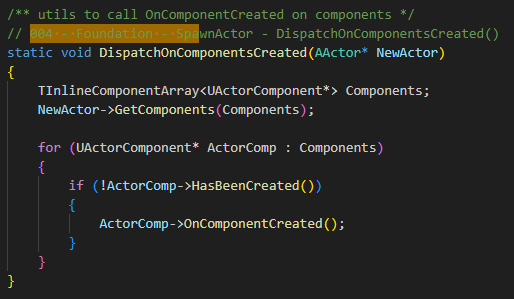 /** utils to call OnComponentCreated on components */
// 004 - Foundation - SpawnActor - DispatchOnComponentsCreated()
static void DispatchOnComponentsCreated(AActor* NewActor)
{
    TInlineComponentArray<UActorComponent*> Components;
    NewActor->GetComponents(Components);

    for (UActorComponent* ActorComp : Components)
    {
        if (!ActorComp->HasBeenCreated())
        {
            ActorComp->OnComponentCreated();
        }
    }
}